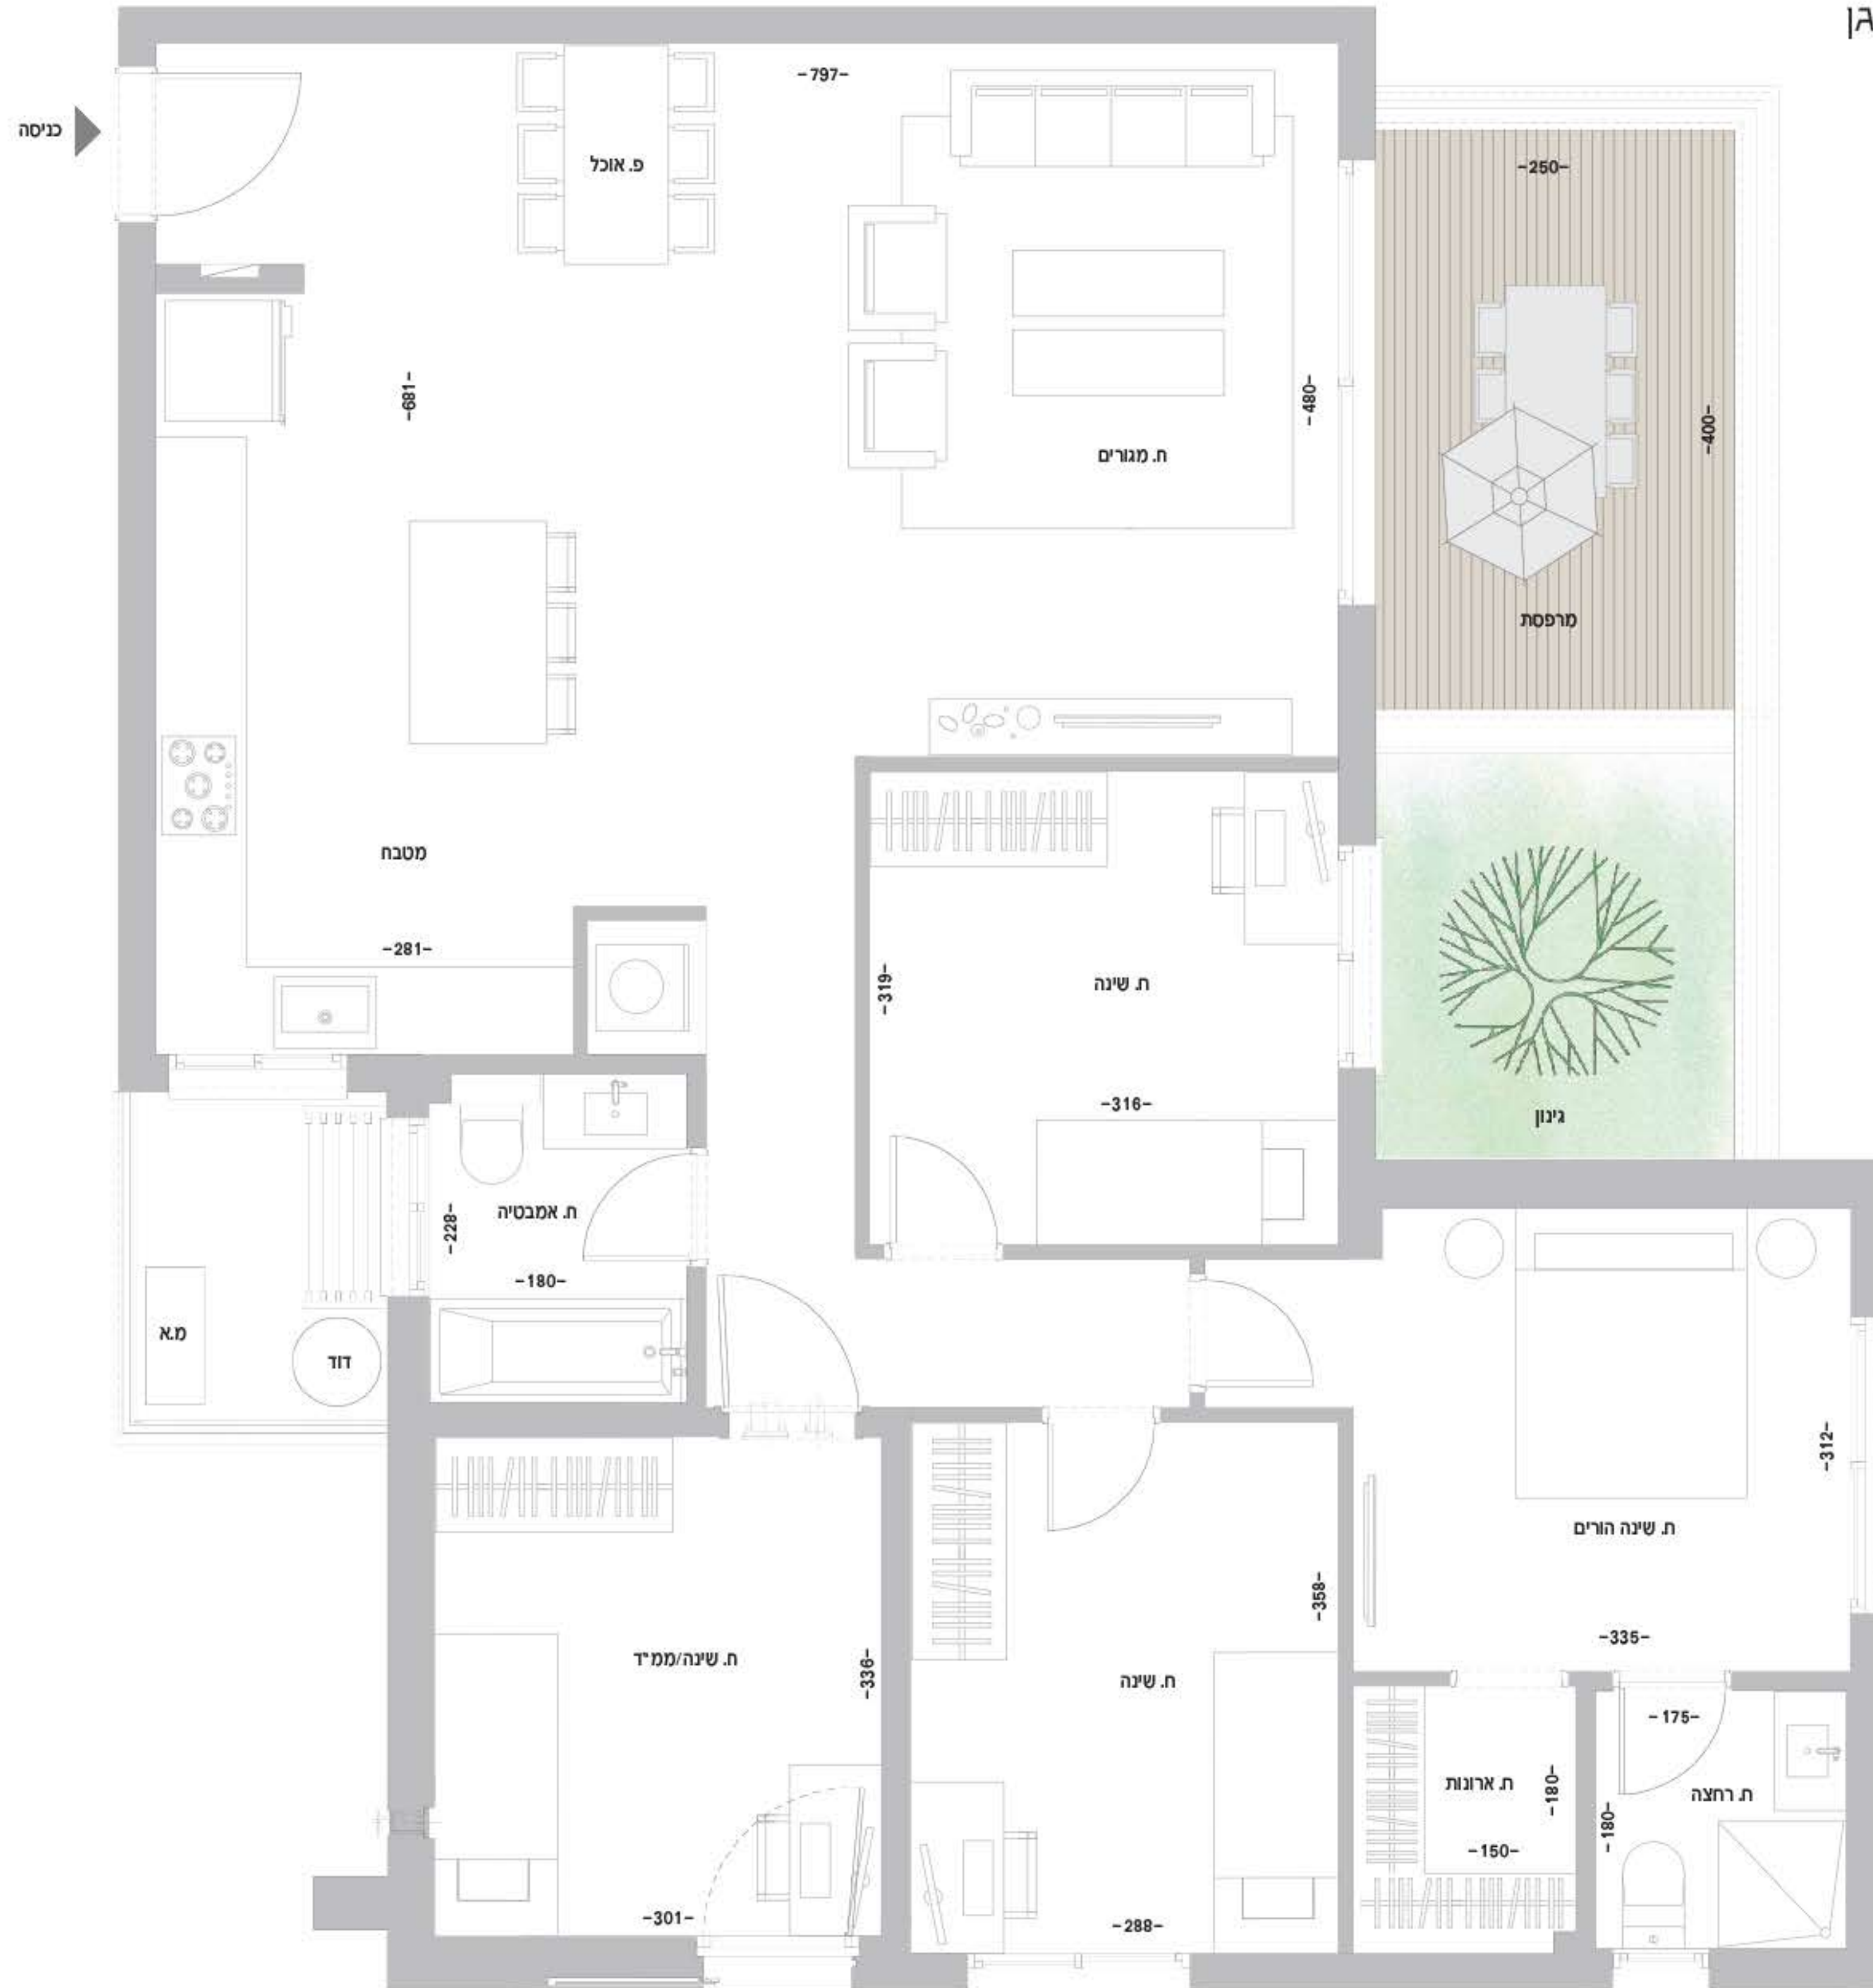 גן
כניסה
-797-
פ. אוכל
-250-
-681-
-480-
-400-
ח. מגורים
מרפסת
מטבח
-281-
-319-
ח. שינה
-316-
גינון
-228-
ח. אמבטיה
-180-
מ.א
דוד
-312-
ח. שינה הורים
-358-
-335-
ח. שינה/ממ"ד
-336-
ח. שינה
-175-
ח. ארונות
-180-
ח. רחצה
-180-
-150-
-301-
-288-